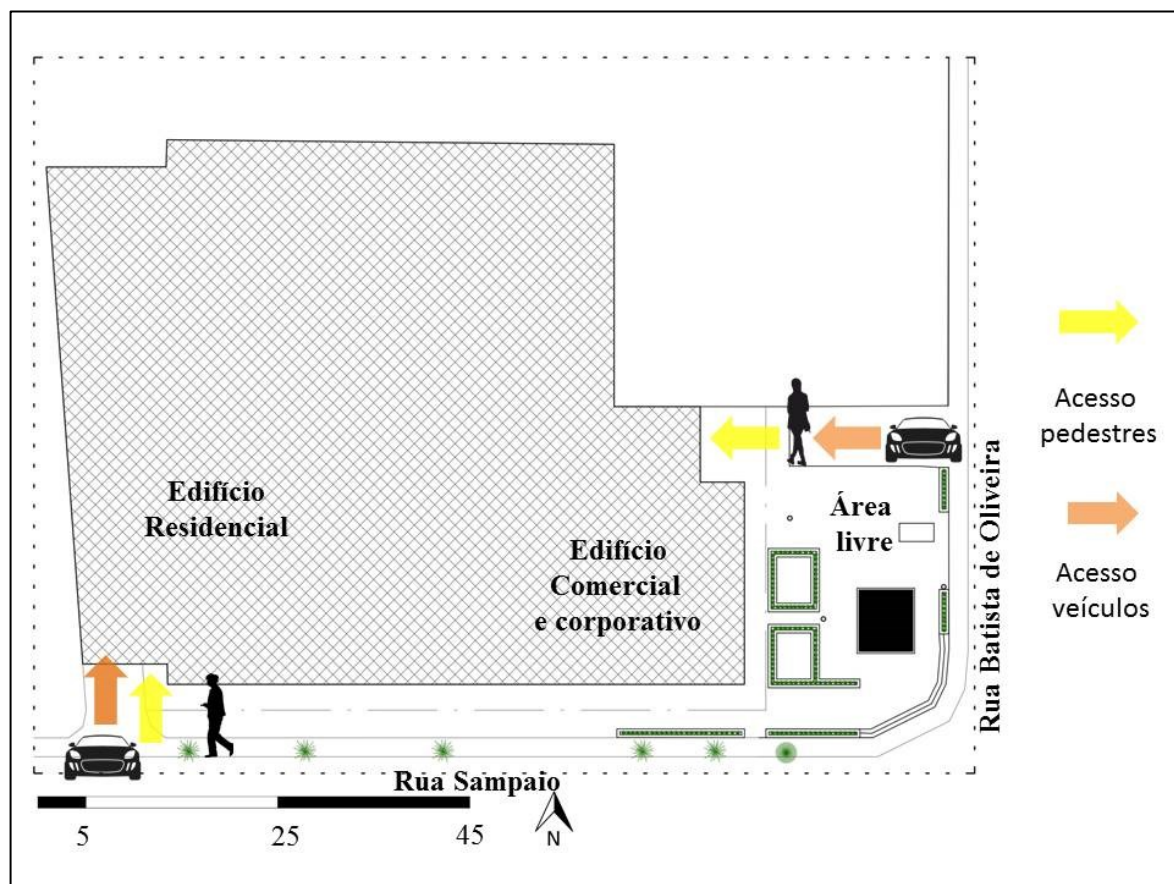 Edifício
Residencial
Edifício
Comercial
e corporativo
Área
livre
Rua Batista de Oliveira
Rua Sampaio
5
25
45
N
Acesso
pedestres
Acesso
veículos